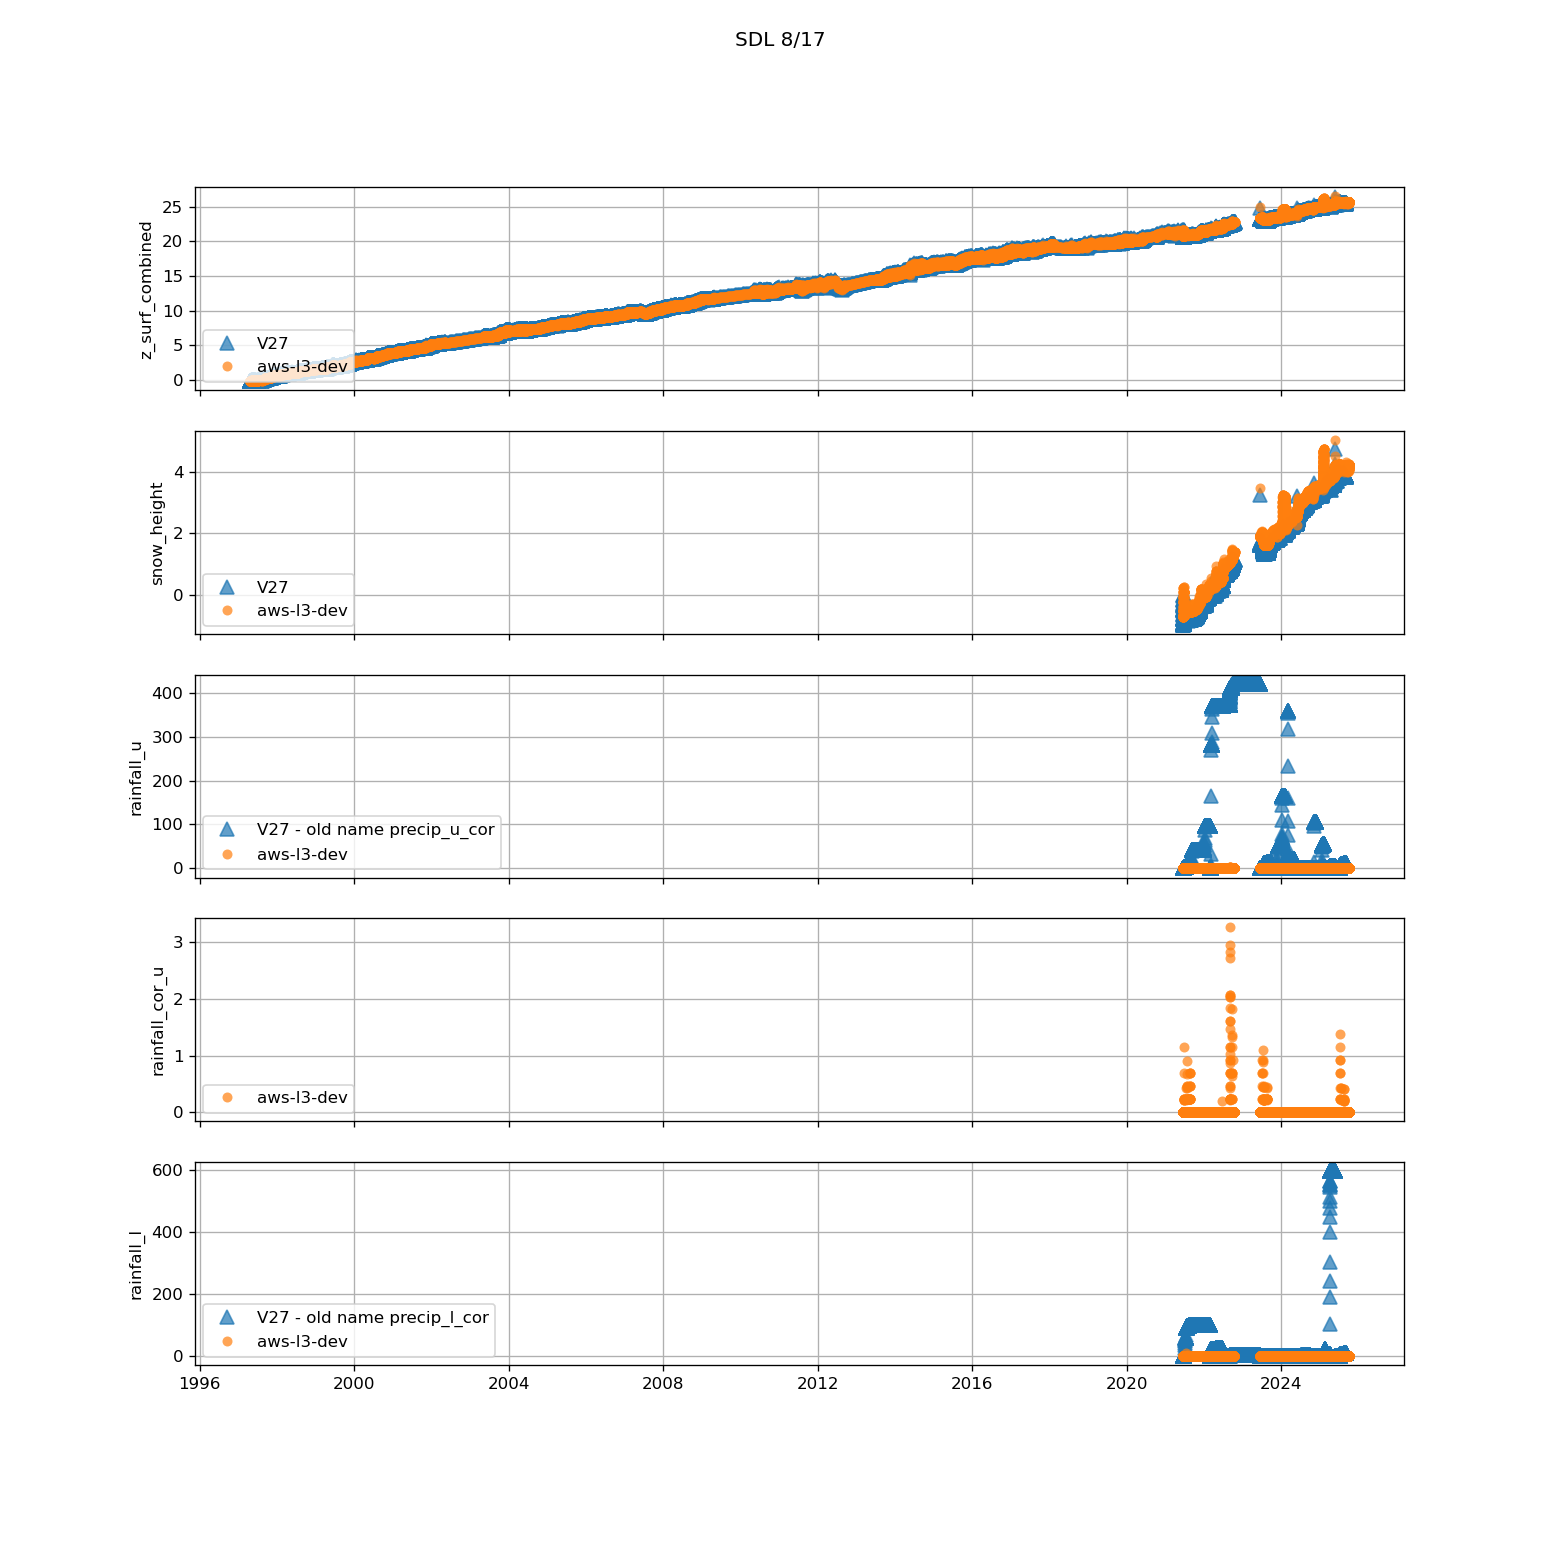 SDL 8/17
z_surf_combined
25
20
15
10
5
0
V27
aws-l3-dev
snow_height
4
2
0
V27
aws-l3-dev
rainfall_u
400
300
200
100
0
V27 - old name precip_u_cor
aws-l3-dev
rainfall_cor_u
3
2
1
0
aws-l3-dev
rainfall_l
600
400
200
0
V27 - old name precip_l_cor
aws-l3-dev
1996 2000 2004 2008 2012 2016 2020 2024